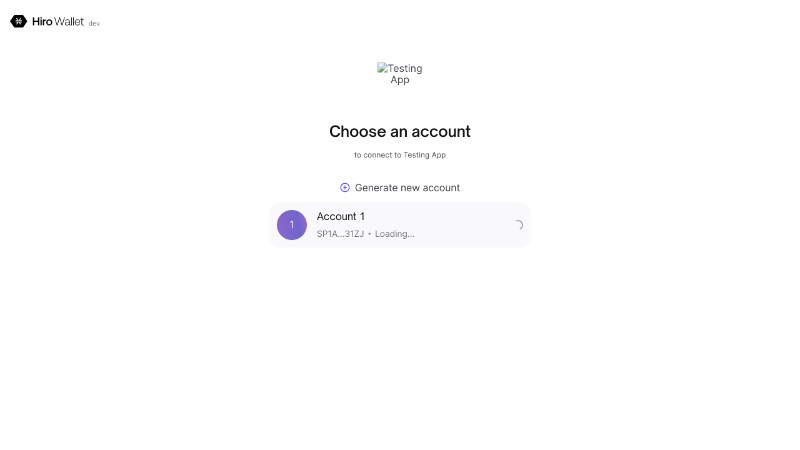 Hiro Wallet dev
Testing
App
Choose an account
to connect to Testing App
Generate new account
1
Account 1
SP1A…31ZJ • Loading...